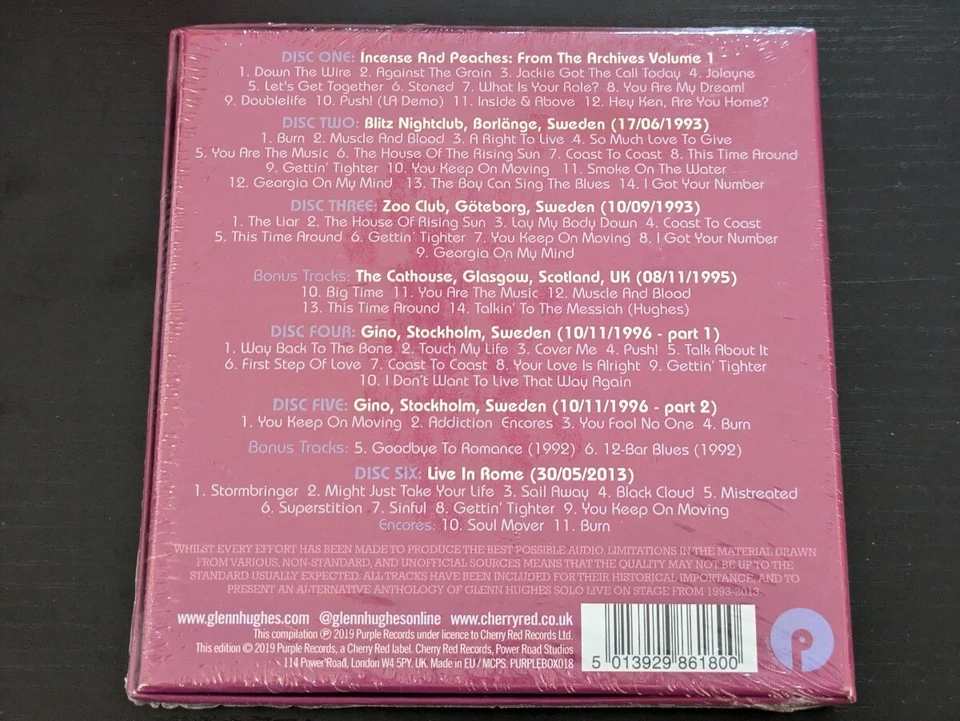 DISC ONE: Incense And Peaches: From The Archives Volume 1
1. Down The Wire 2. Against The Grain 3. Jackie Got The Call Today 4. Jolayne
5. Let's Get Together 6. Stoned 7. What Is Your Role? 8. You Are My Dream!
9. Doublelife 10. Push! (LA Demo) 11. Inside & Above 12. Hey Ken, Are You Home?
DISC TWO: Blitz Nightclub, Borlänge, Sweden (17/06/1993)
1. Burn 2. Muscle And Blood 3. A Right To Live 4. So Much Love To Give
5. You Are The Music 6. The House Of The Rising Sun 7. Coast To Coast 8. This Time Around
9. Gettin' Tighter 10. You Keep On Moving 11. Smoke On The Water
12. Georgia On My Mind 13. The Boy Can Sing The Blues 14. I Got Your Number
DISC THREE: Zoo Club, Göteborg, Sweden (10/09/1993)
1. The Liar 2. The House Of Rising Sun 3. Lay My Body Down 4. Coast To Coast
5. This Time Around 6. Gettin' Tighter 7. You Keep On Moving 8. I Got Your Number
9. Georgia On My Mind
Bonus Tracks: The Cathouse, Glasgow, Scotland, UK (08/11/1995)
10. Big Time 11. You Are The Music 12. Muscle And Blood
13. This Time Around 14. Talkin' To The Messiah (Hughes)
DISC FOUR: Gino, Stockholm, Sweden (10/11/1996 - part 1)
1. Way Back To The Bone 2. Touch My Life 3. Cover Me 4. Push! 5. Talk About It
6. First Step Of Love 7. Coast To Coast 8. Your Love Is Alright 9. Gettin' Tighter
10. I Don't Want To Live That Way Again
DISC FIVE: Gino, Stockholm, Sweden (10/11/1996 - part 2)
1. You Keep On Moving 2. Addiction Encores 3. You Fool No One 4. Burn
Bonus Tracks: 5. Goodbye To Romance (1992) 6. 12-Bar Blues (1992)
DISC SIX: Live In Rome (30/05/2013)
1. Stormbringer 2. Might Just Take Your Life 3. Sail Away 4. Black Cloud 5. Mistreated
6. Superstition 7. Sinful 8. Gettin' Tighter 9. You Keep On Moving
Encores: 10. Soul Mover 11. Burn
WHILST EVERY EFFORT HAS BEEN MADE TO PRODUCE THE BEST POSSIBLE AUDIO, LIMITATIONS IN THE MATERIAL DRAWN
FROM VARIOUS, NON-STANDARD, AND UNOFFICIAL SOURCES MEANS THAT THE QUALITY MAY NOT BE UP TO THE
STANDARD USUALLY EXPECTED. ALL TRACKS HAVE BEEN INCLUDED FOR THEIR HISTORICAL IMPORTANCE, AND TO
PRESENT AN ALTERNATIVE ANTHOLOGY OF GLENN HUGHES SOLO LIVE ON STAGE FROM 1993-2013.
www.glennhughes.com @glennhughesonline www.cherryred.co.uk
This compilation ℗ 2019 Purple Records under licence to Cherry Red Records Ltd.
This edition © 2019 Purple Records, a Cherry Red label. Cherry Red Records, Power Road Studios
114 Power Road, London W4 5PY. UK. Made in EU / MCPS. PURPLEBOX018
5 013929 861800
p